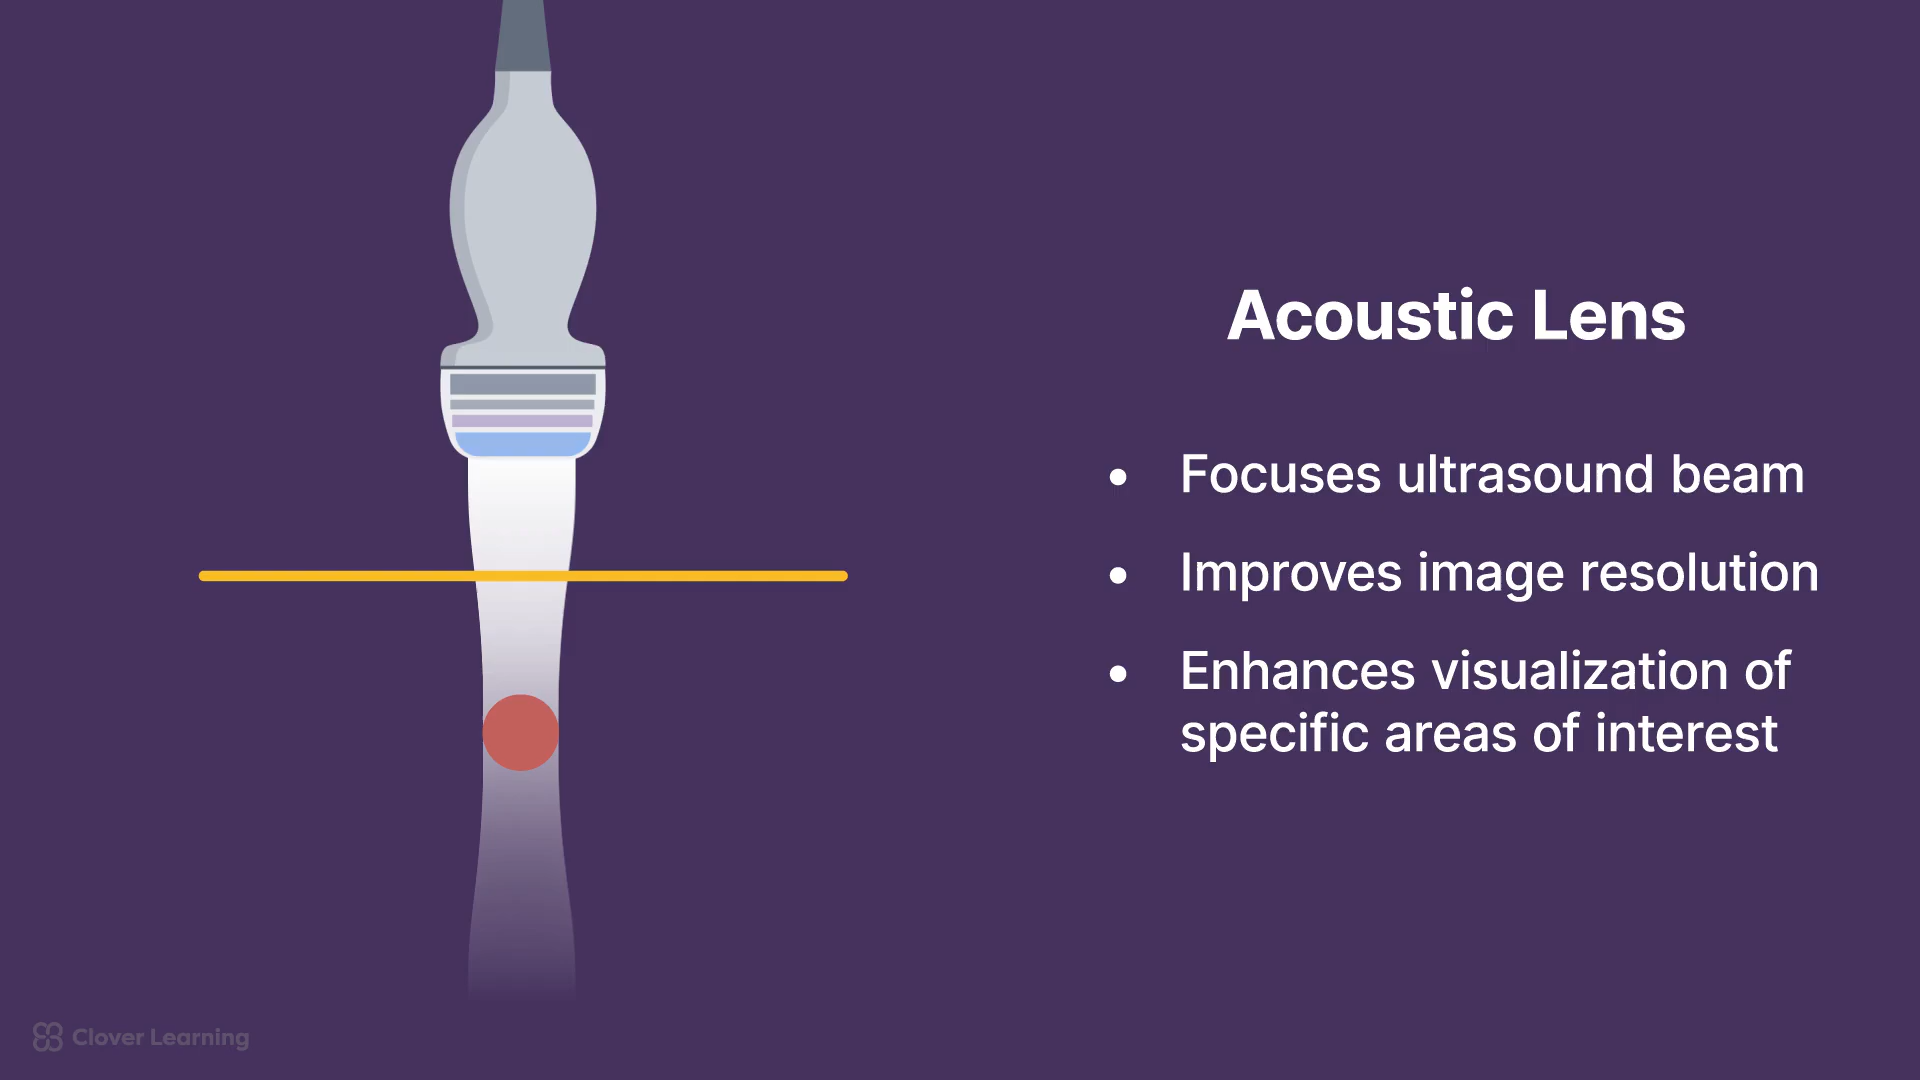 Acoustic Lens
• Focuses ultrasound beam
• Improves image resolution
• Enhances visualization of
specific areas of interest
Clover Learning